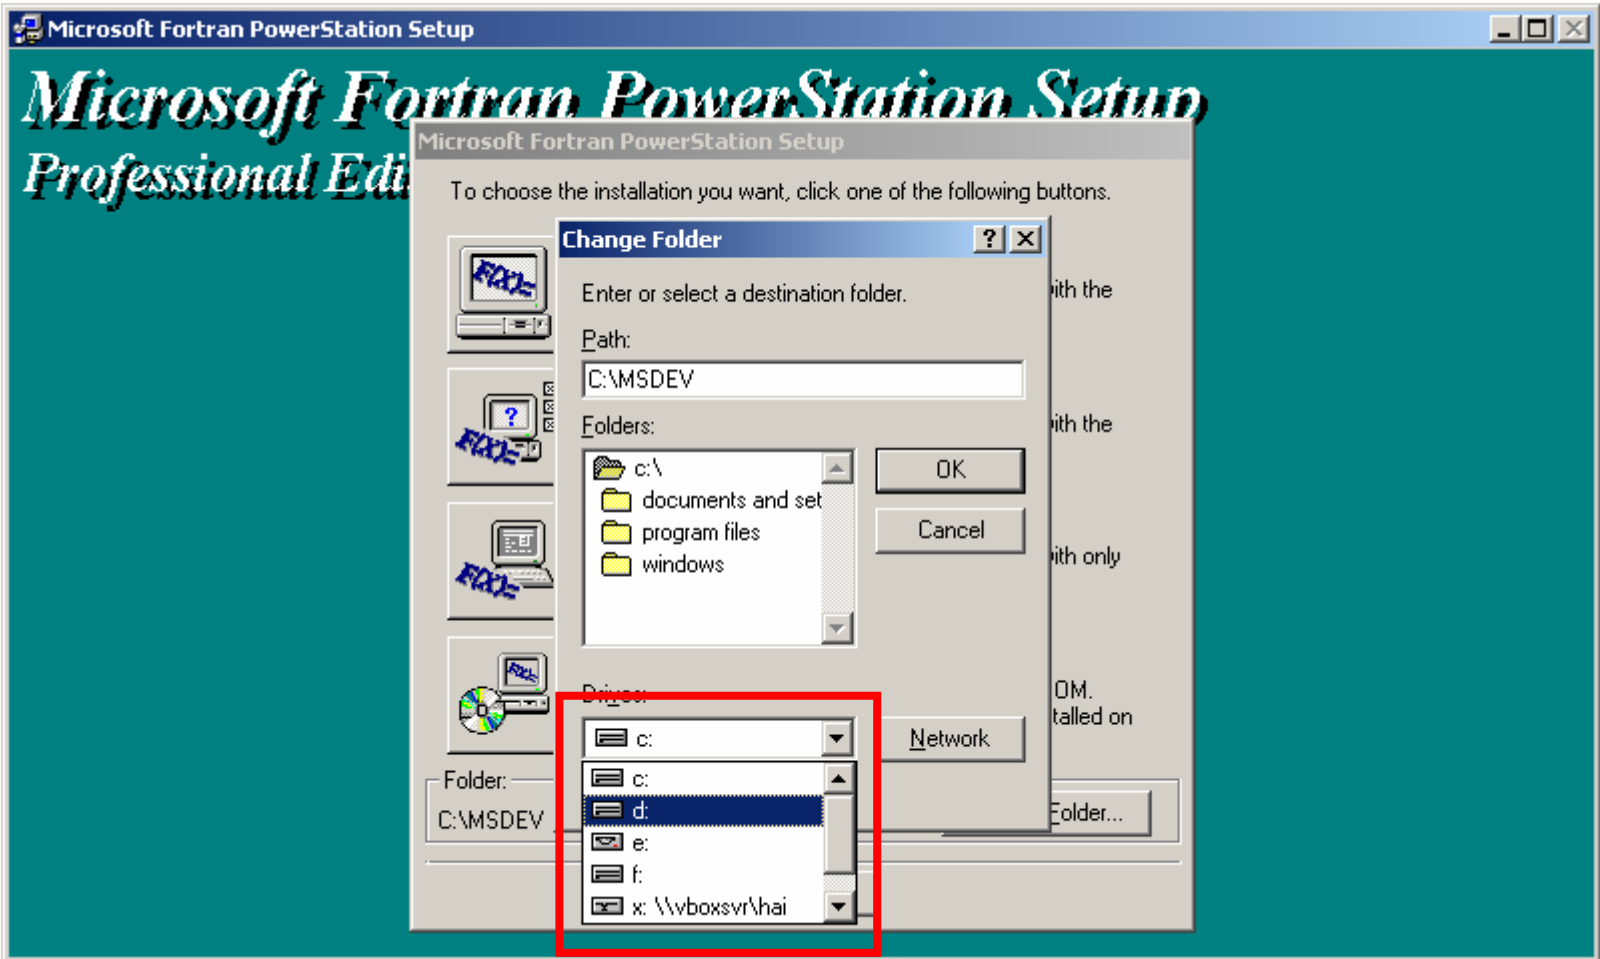 Microsoft Fortran PowerStation Setup
Microsoft Fortran PowerStation Setup
Professional Edi
Microsoft Fortran PowerStation Setup
To choose the installation you want, click one of the following buttons.
Change Folder
Enter or select a destination folder.
ith the
Path:
C:\MSDEV
Folders:
ith the
c:\
OK
documents and set
program files
Cancel
windows
ith only
Drives:
OM.
talled on
c:
Network
Folder:
c:
C:\MSDEV
d:
Folder...
e:
f:
x: \\vboxsvr\hai